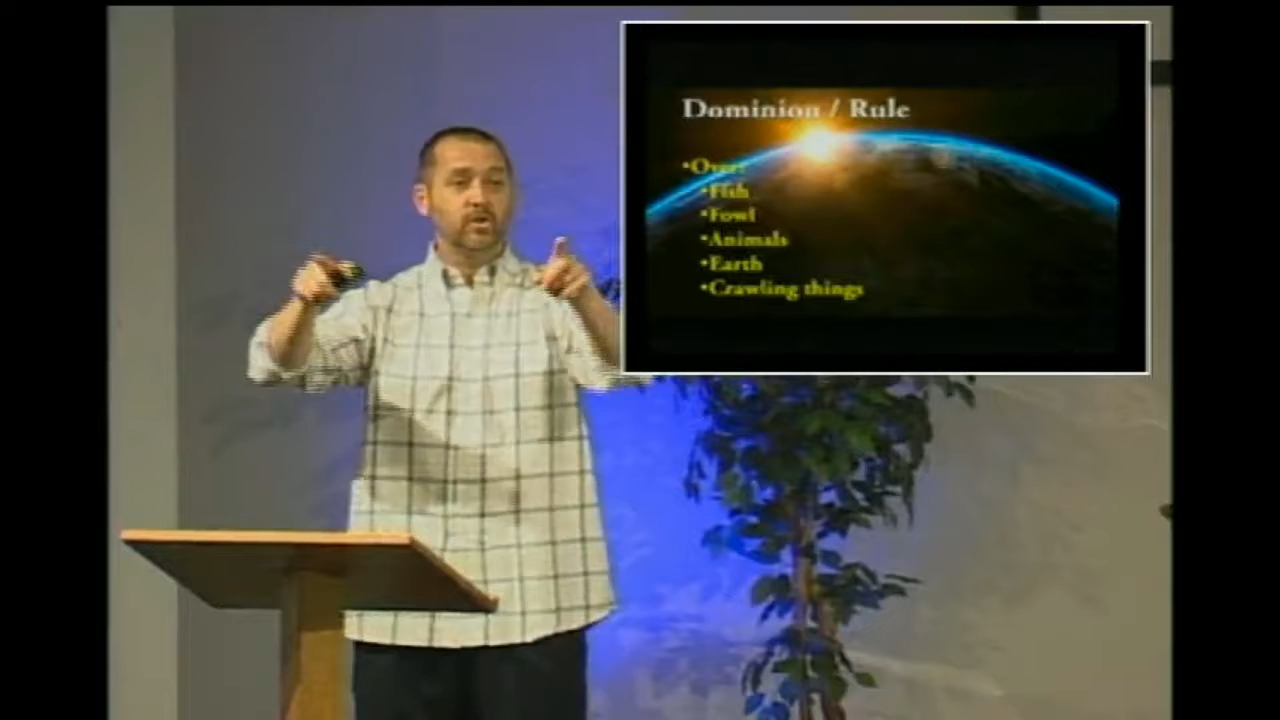 Dominion / Rule
•Over:
•Fish
•Fowl
•Animals
•Earth
•Crawling things